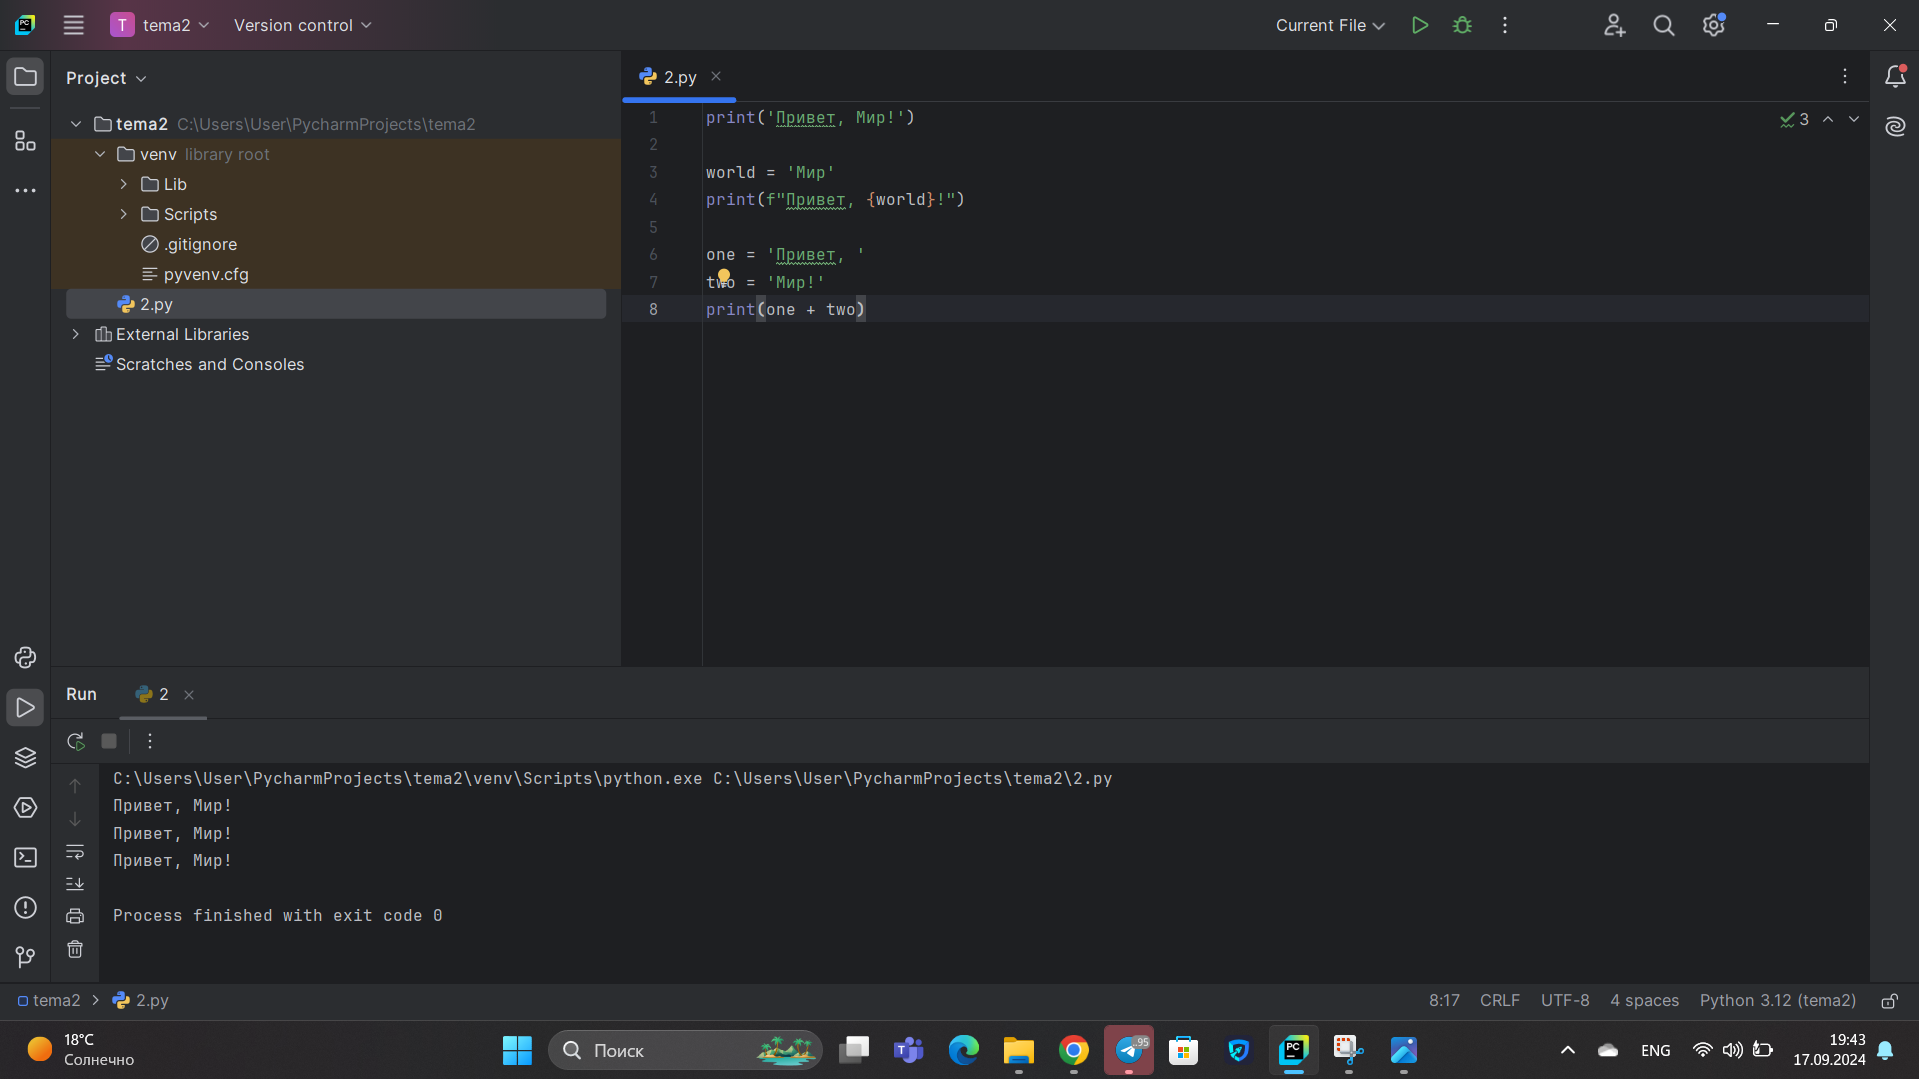 PC
T tema2 Version control Current File
Project
tema2 C:\Users\User\PycharmProjects\tema2
venv library root
Lib
Scripts
.gitignore
pyvenv.cfg
2.py
External Libraries
Scratches and Consoles
2.py
3
1 print('Привет, Мир!')
2
3 world = 'Мир'
4 print(f"Привет, {world}!")
5
6 one = 'Привет, '
7 two = 'Мир!'
8 print(one + two)
Run 2
C:\Users\User\PycharmProjects\tema2\venv\Scripts\python.exe C:\Users\User\PycharmProjects\tema2\2.py
Привет, Мир!
Привет, Мир!
Привет, Мир!
Process finished with exit code 0
tema2 2.py 8:17 CRLF UTF-8 4 spaces Python 3.12 (tema2)
18°C
Солнечно
Поиск
T
..95
PC
ENG
19:43
17.09.2024